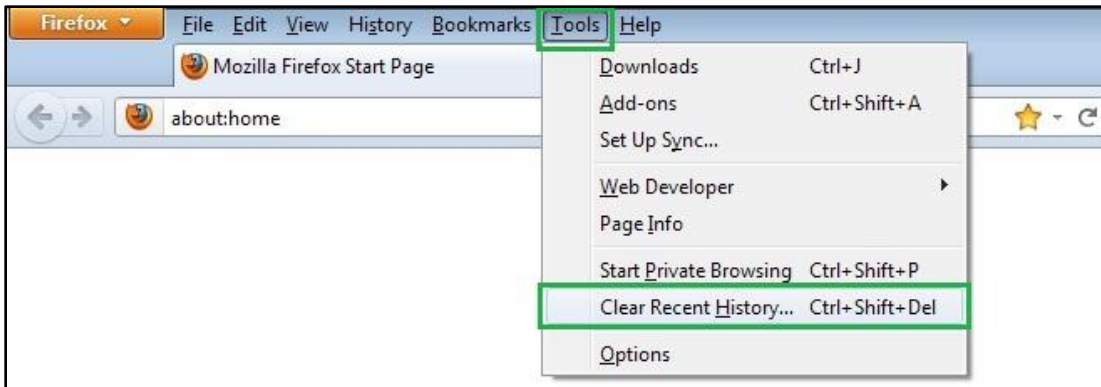 Firefox File Edit View History Bookmarks Tools Help
Mozilla Firefox Start Page
about:home
Downloads Ctrl+J
Add-ons Ctrl+Shift+A
Set Up Sync...
Web Developer
Page Info
Start Private Browsing Ctrl+Shift+P
Clear Recent History... Ctrl+Shift+Del
Options